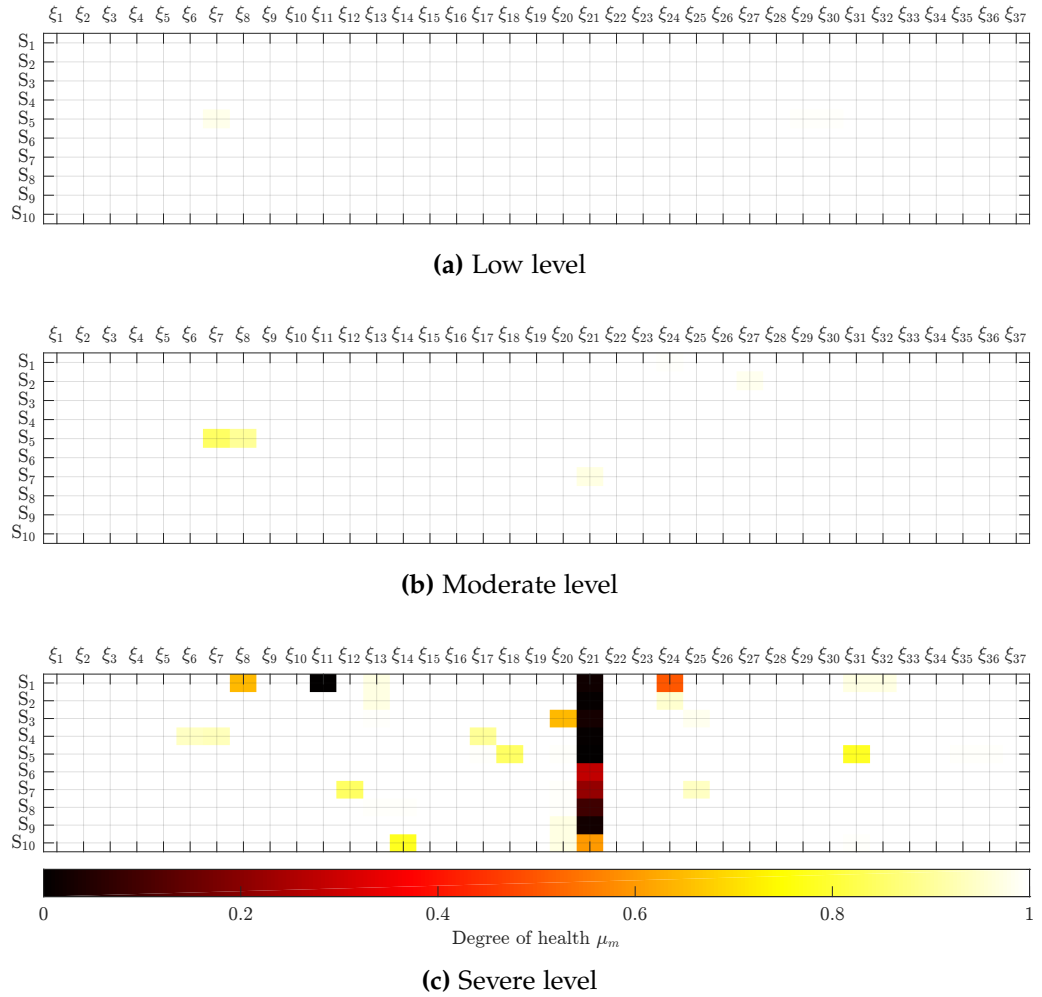 ξ₁ ξ₂ ξ₃ ξ₄ ξ₅ ξ₆ ξ₇ ξ₈ ξ₉ ξ₁₀ ξ₁₁ ξ₁₂ ξ₁₃ ξ₁₄ ξ₁₅ ξ₁₆ ξ₁₇ ξ₁₈ ξ₁₉ ξ₂₀ ξ₂₁ ξ₂₂ ξ₂₃ ξ₂₄ ξ₂₅ ξ₂₆ ξ₂₇ ξ₂₈ ξ₂₉ ξ₃₀ ξ₃₁ ξ₃₂ ξ₃₃ ξ₃₄ ξ₃₅ ξ₃₆ ξ₃₇
S₁
S₂
S₃
S₄
S₅
S₆
S₇
S₈
S₉
S₁₀
(a) Low level
ξ₁ ξ₂ ξ₃ ξ₄ ξ₅ ξ₆ ξ₇ ξ₈ ξ₉ ξ₁₀ ξ₁₁ ξ₁₂ ξ₁₃ ξ₁₄ ξ₁₅ ξ₁₆ ξ₁₇ ξ₁₈ ξ₁₉ ξ₂₀ ξ₂₁ ξ₂₂ ξ₂₃ ξ₂₄ ξ₂₅ ξ₂₆ ξ₂₇ ξ₂₈ ξ₂₉ ξ₃₀ ξ₃₁ ξ₃₂ ξ₃₃ ξ₃₄ ξ₃₅ ξ₃₆ ξ₃₇
S₁
S₂
S₃
S₄
S₅
S₆
S₇
S₈
S₉
S₁₀
(b) Moderate level
ξ₁ ξ₂ ξ₃ ξ₄ ξ₅ ξ₆ ξ₇ ξ₈ ξ₉ ξ₁₀ ξ₁₁ ξ₁₂ ξ₁₃ ξ₁₄ ξ₁₅ ξ₁₆ ξ₁₇ ξ₁₈ ξ₁₉ ξ₂₀ ξ₂₁ ξ₂₂ ξ₂₃ ξ₂₄ ξ₂₅ ξ₂₆ ξ₂₇ ξ₂₈ ξ₂₉ ξ₃₀ ξ₃₁ ξ₃₂ ξ₃₃ ξ₃₄ ξ₃₅ ξ₃₆ ξ₃₇
S₁
S₂
S₃
S₄
S₅
S₆
S₇
S₈
S₉
S₁₀
0 0.2 0.4 0.6 0.8 1
Degree of health μₘ
(c) Severe level